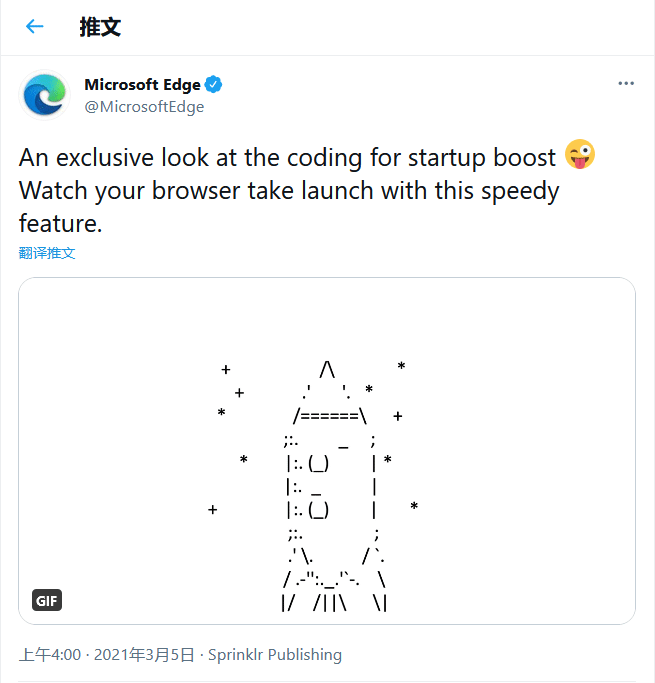 推文
Microsoft Edge
@MicrosoftEdge
An exclusive look at the coding for startup boost 😜
Watch your browser take launch with this speedy
feature.
翻译推文
+ /\ *
+ .' '. *
* /======\ +
;:. _ ;
* |:. (_) | *
|:. _ |
+ |:. (_) | *
;:. ;
.' \. / `.
/ .-'':._.'`-. \
|/ /||\ \|
GIF
上午4:00 · 2021年3月5日 · Sprinklr Publishing